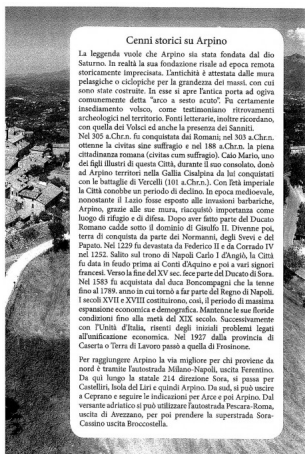 Cenni storici su Arpino
La leggenda vuole che Arpino sia stata fondata dal dio
Saturno. In realtà la sua fondazione risale ad epoca remota
storicamente imprecisata. L'antichità è attestata dalle mura
pelasgiche o ciclopiche per la grandezza dei massi, con cui
sono state costruite. In esse si apre l'antica porta ad ogiva
comunemente detta "arco a sesto acuto". Fu certamente
insediamento volsco, come testimoniano ritrovamenti
archeologici nel territorio. Fonti letterarie, inoltre ricordano,
con quella dei Volsci ed anche la presenza dei Sanniti.
Nel 305 a.Chr.n. fu conquistata dai Romani; nel 303 a.Chr.n.
ottenne la civitas sine suffragio e nel 188 a.Chr.n. la piena
cittadinanza romana (civitas cum suffragio). Caio Mario, uno
dei figli illustri di questa Città, durante il suo consolato, donò
ad Arpino territori nella Gallia Cisalpina da lui conquistati
con le battaglie di Vercelli (101 a.Chr.n.). Con l'età imperiale
la Città conobbe un periodo di declino. In epoca medioevale,
nonostante il Lazio fosse esposto alle invasioni barbariche,
Arpino, grazie alle sue mura, riacquistò importanza come
luogo di rifugio e di difesa. Dopo aver fatto parte del Ducato
Romano cadde sotto il dominio di Gisulfo II. Divenne poi,
terra di conquista da parte dei Normanni, degli Svevi e del
Papato. Nel 1229 fu devastata da Federico II e da Corrado IV
nel 1252. Salito sul trono di Napoli Carlo I d'Angiò, la Città
fu data in feudo prima ai Conti d'Aquino e poi a vari signori
francesi. Verso la fine del XV sec. fece parte del Ducato di Sora.
Nel 1583 fu acquistata dal duca Boncompagni che la tenne
fino al 1789. anno in cui tornò a far parte del Regno di Napoli.
I secoli XVII e XVIII costituirono, così, il periodo di massima
espansione economica e demografica. Mantenne le sue floride
condizioni fino alla metà del XIX secolo. Successivamente
con l'Unità d'Italia, risentì degli iniziali problemi legati
all'unificazione economica. Nel 1927 dalla provincia di
Caserta o Terra di Lavoro passò a quella di Frosinone.
Per raggiungere Arpino la via migliore per chi proviene da
nord è tramite l'autostrada Milano-Napoli, uscita Ferentino.
Da qui lungo la statale 214 direzione Sora, si passa per
Castelliri, Isola del Liri e quindi Arpino. Da sud, si può uscire
a Ceprano e seguire le indicazioni per Arce e poi Arpino. Dal
versante adriatico si può utilizzare l'autostrada Pescara-Roma,
uscita di Avezzano, per poi prendere la superstrada Sora-
Cassino uscita Broccostella.